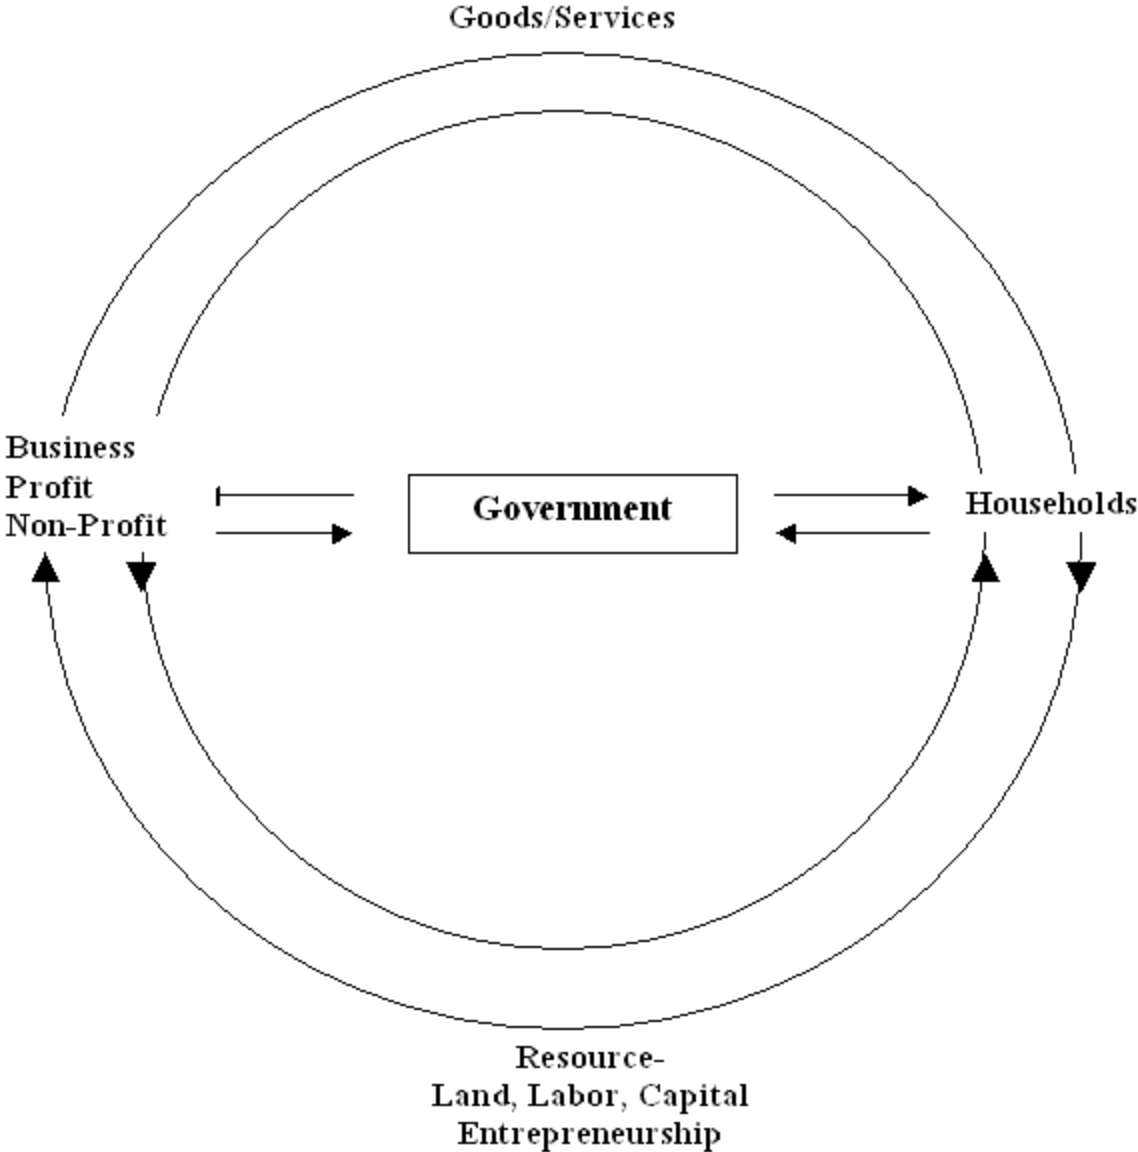 Goods/Services
Business
Profit
Non-Profit
Government
Households
Resource-
Land, Labor, Capital
Entrepreneurship